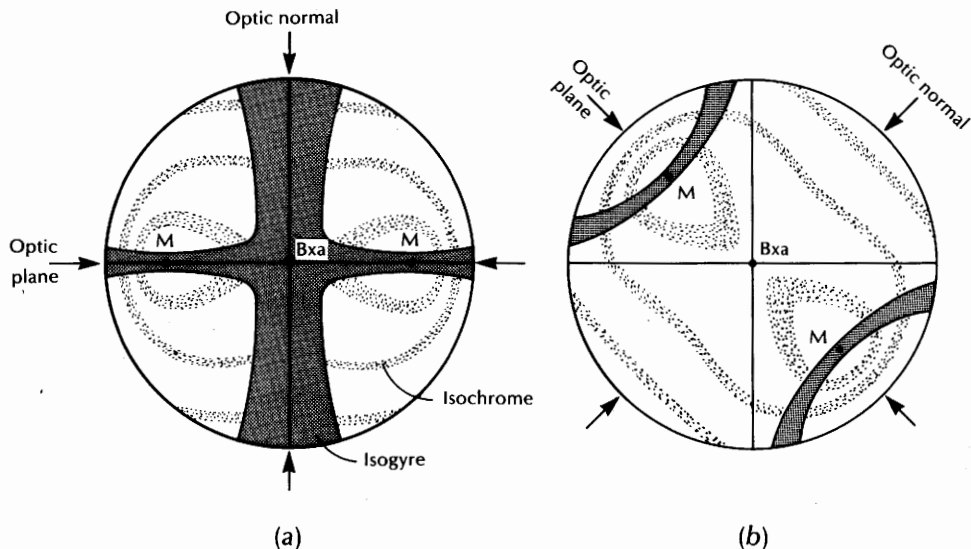 Optic normal
M
Bxa
M
Optic
plane
Isochrome
Isogyre
(a)
Optic
plane
Optic normal
M
Bxa
M
(b)